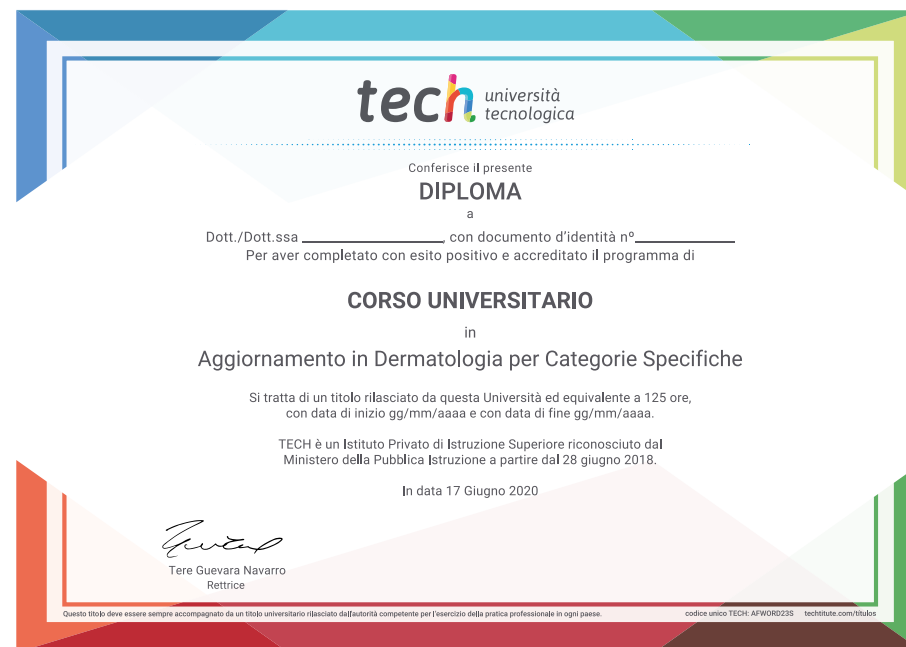 tech università
tecnologica
Conferisce il presente
DIPLOMA
a
Dott./Dott.ssa ____________________, con documento d'identità nº______________
Per aver completato con esito positivo e accreditato il programma di
CORSO UNIVERSITARIO
in
Aggiornamento in Dermatologia per Categorie Specifiche
Si tratta di un titolo rilasciato da questa Università ed equivalente a 125 ore,
con data di inizio gg/mm/aaaa e con data di fine gg/mm/aaaa.
TECH è un Istituto Privato di Istruzione Superiore riconosciuto dal
Ministero della Pubblica Istruzione a partire dal 28 giugno 2018.
In data 17 Giugno 2020
Tere Guevara Navarro
Rettrice
Questo titolo deve essere sempre accompagnato da un titolo universitario rilasciato dall'autorità competente per l'esercizio della pratica professionale in ogni paese. codice unico TECH: AFWORD23S techtitute.com/titulos